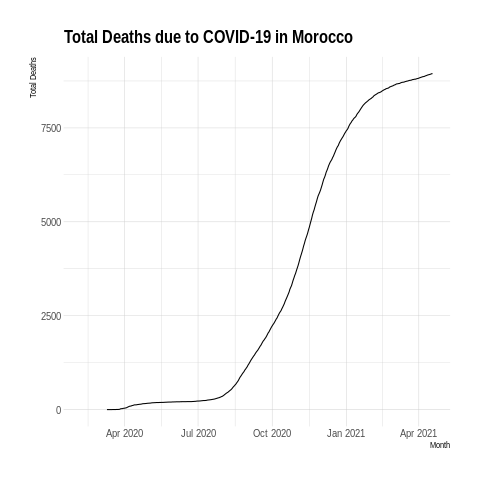 Total Deaths due to COVID-19 in Morocco
Total Deaths
7500
5000
2500
0
Apr 2020 Jul 2020 Oct 2020 Jan 2021 Apr 2021
Month